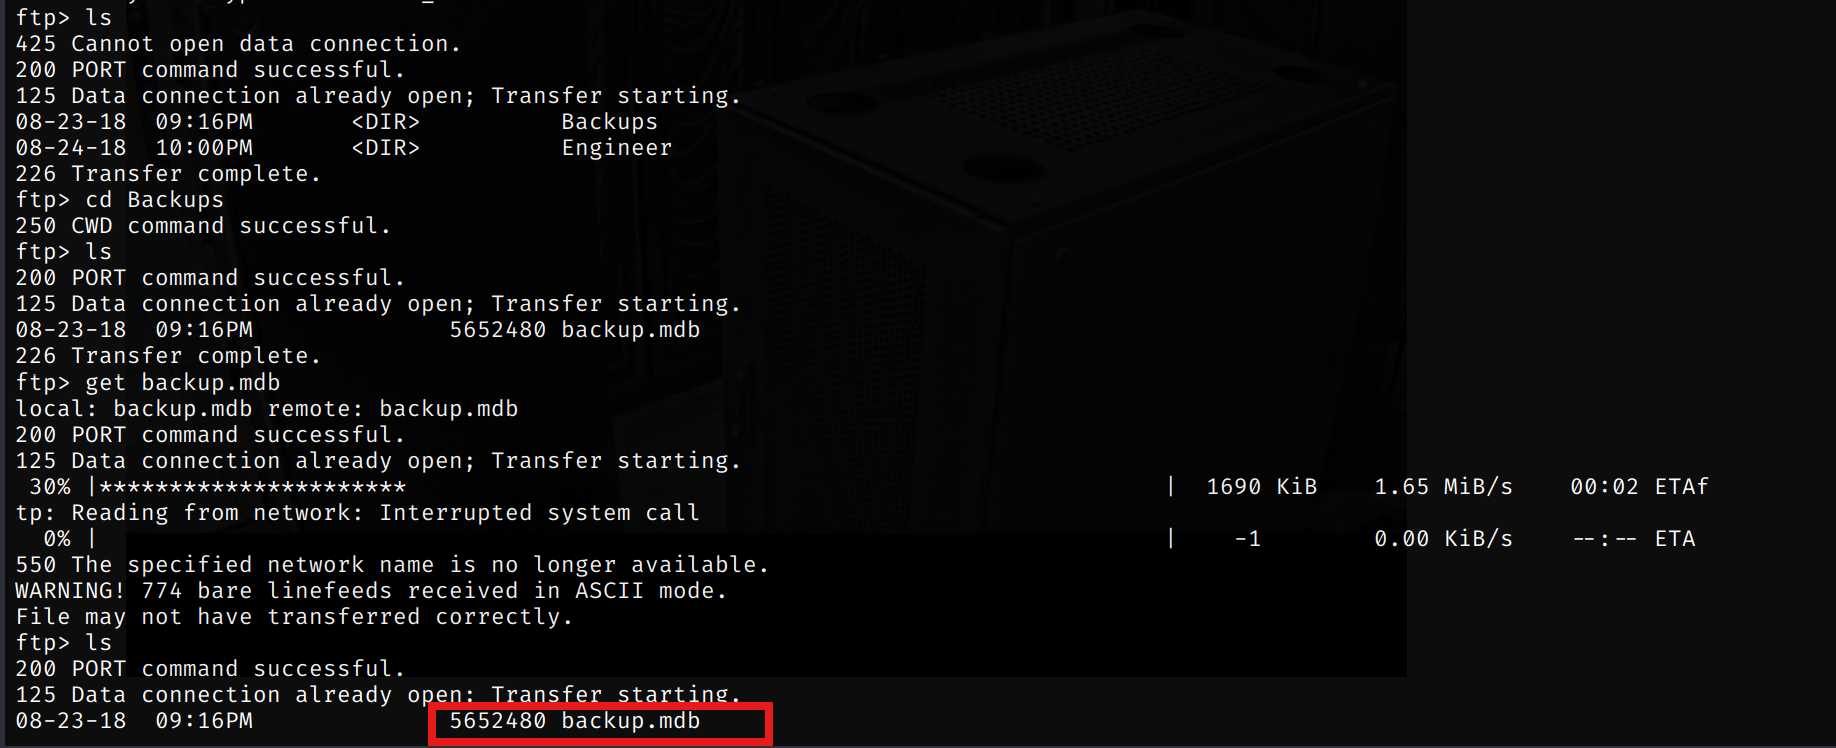 ftp> ls
425 Cannot open data connection.
200 PORT command successful.
125 Data connection already open; Transfer starting.
08-23-18  09:16PM       <DIR>          Backups
08-24-18  10:00PM       <DIR>          Engineer
226 Transfer complete.
ftp> cd Backups
250 CWD command successful.
ftp> ls
200 PORT command successful.
125 Data connection already open; Transfer starting.
08-23-18  09:16PM              5652480 backup.mdb
226 Transfer complete.
ftp> get backup.mdb
local: backup.mdb remote: backup.mdb
200 PORT command successful.
125 Data connection already open; Transfer starting.
 30% |**********************                                                      |  1690 KiB    1.65 MiB/s    00:02 ETAf
tp: Reading from network: Interrupted system call
  0% |                                                                            |    -1        0.00 KiB/s    --:-- ETA
550 The specified network name is no longer available.
WARNING! 774 bare linefeeds received in ASCII mode.
File may not have transferred correctly.
ftp> ls
200 PORT command successful.
125 Data connection already open; Transfer starting.
08-23-18  09:16PM              5652480 backup.mdb